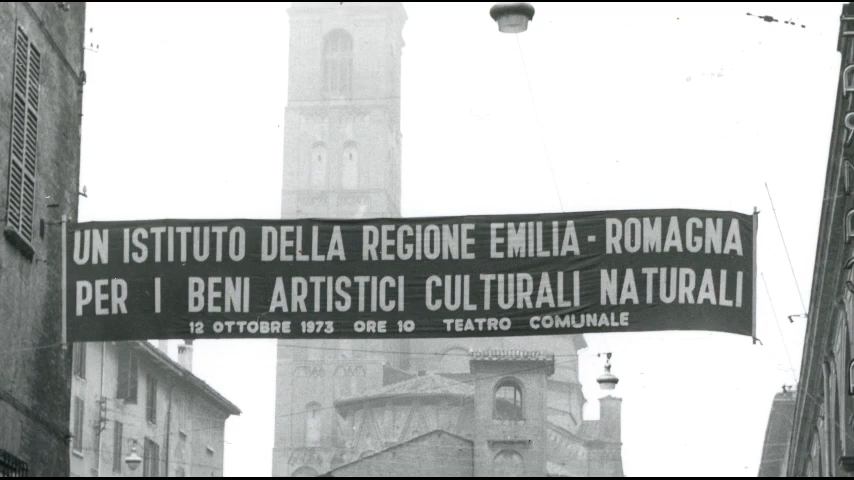 UN ISTITUTO DELLA REGIONE EMILIA - ROMAGNA
PER I BENI ARTISTICI CULTURALI NATURALI
12 OTTOBRE 1973 ORE 10 TEATRO COMUNALE